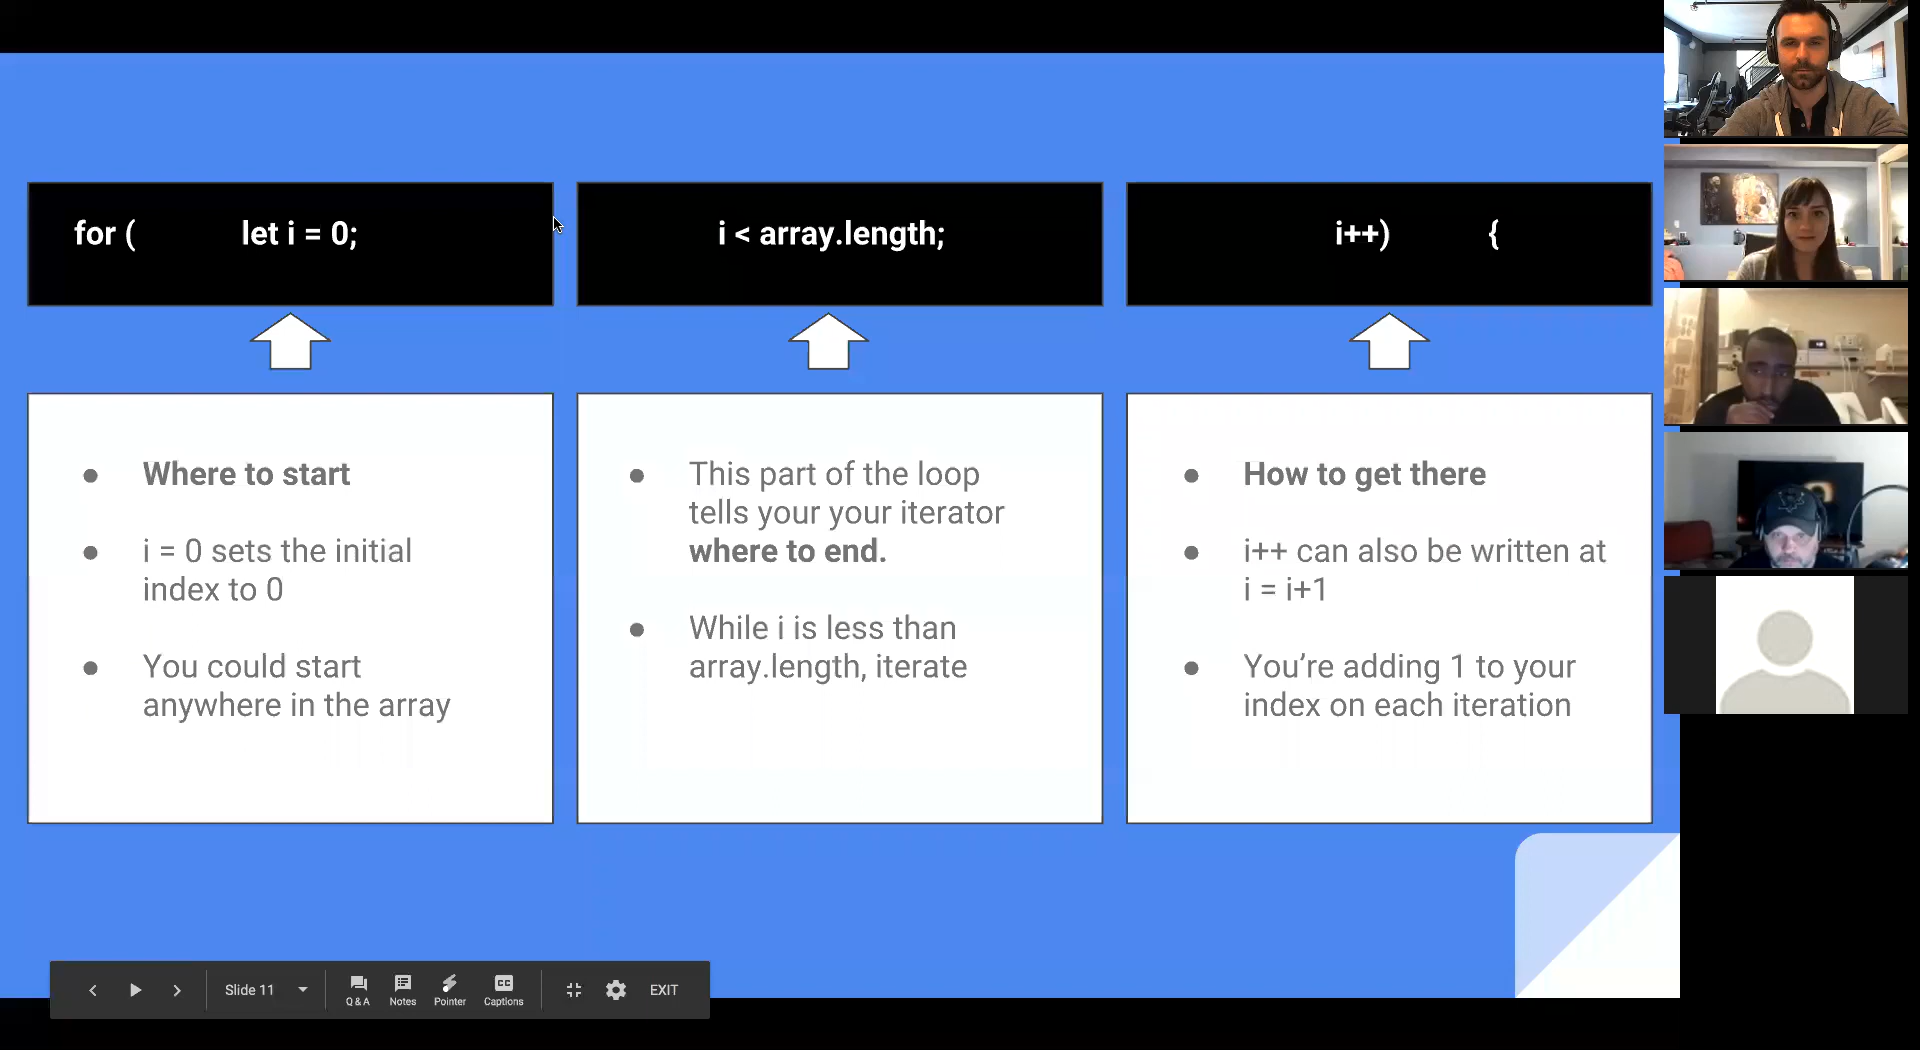 for ( let i = 0;
i < array.length;
i++) {
Where to start
i = 0 sets the initial
index to 0
You could start
anywhere in the array
This part of the loop
tells your your iterator
where to end.
While i is less than
array.length, iterate
How to get there
i++ can also be written at
i = i+1
You're adding 1 to your
index on each iteration
Slide 11
Q & A
Notes
Pointer
CC
Captions
EXIT